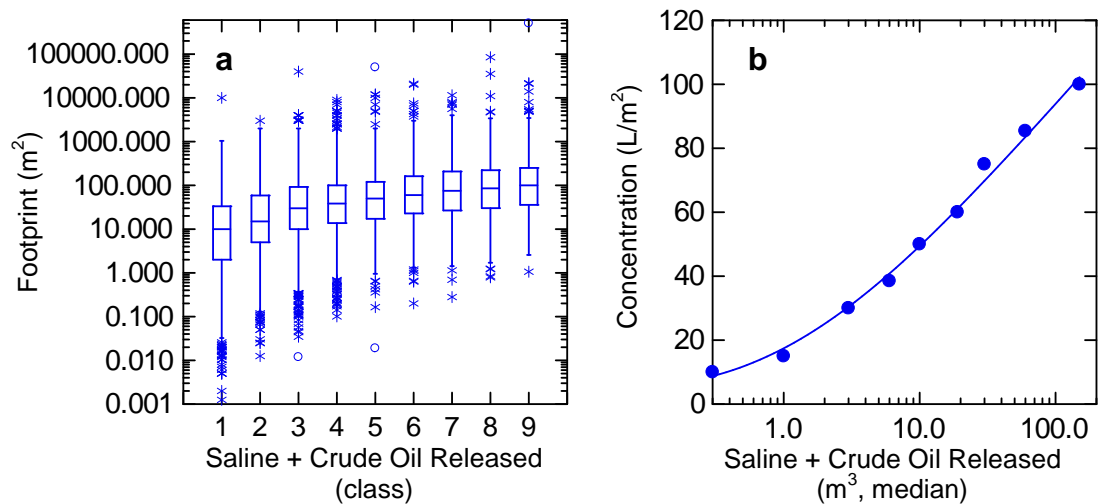 a
Footprint (m²)
100000.000
10000.000
1000.000
100.000
10.000
1.000
0.100
0.010
0.001
1 2 3 4 5 6 7 8 9
Saline + Crude Oil Released
(class)
b
Concentration (L/m²)
120
100
80
60
40
20
0
1.0 10.0 100.0
Saline + Crude Oil Released
(m³, median)